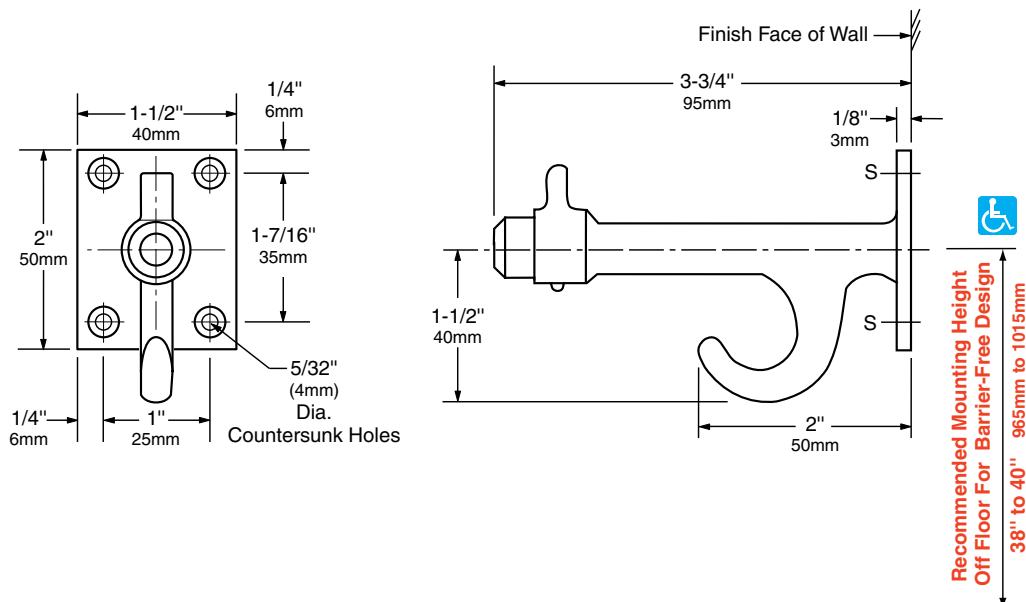 Finish Face of Wall
3-3/4"
95mm
1/8"
3mm
1/4"
6mm
1-1/2"
40mm
S
2"
50mm
1-7/16"
35mm
1-1/2"
40mm
S
5/32"
(4mm)
Dia.
Countersunk Holes
1/4"
6mm
1"
25mm
2"
50mm
Recommended Mounting Height
Off Floor For Barrier-Free Design
38" to 40" 965mm to 1015mm